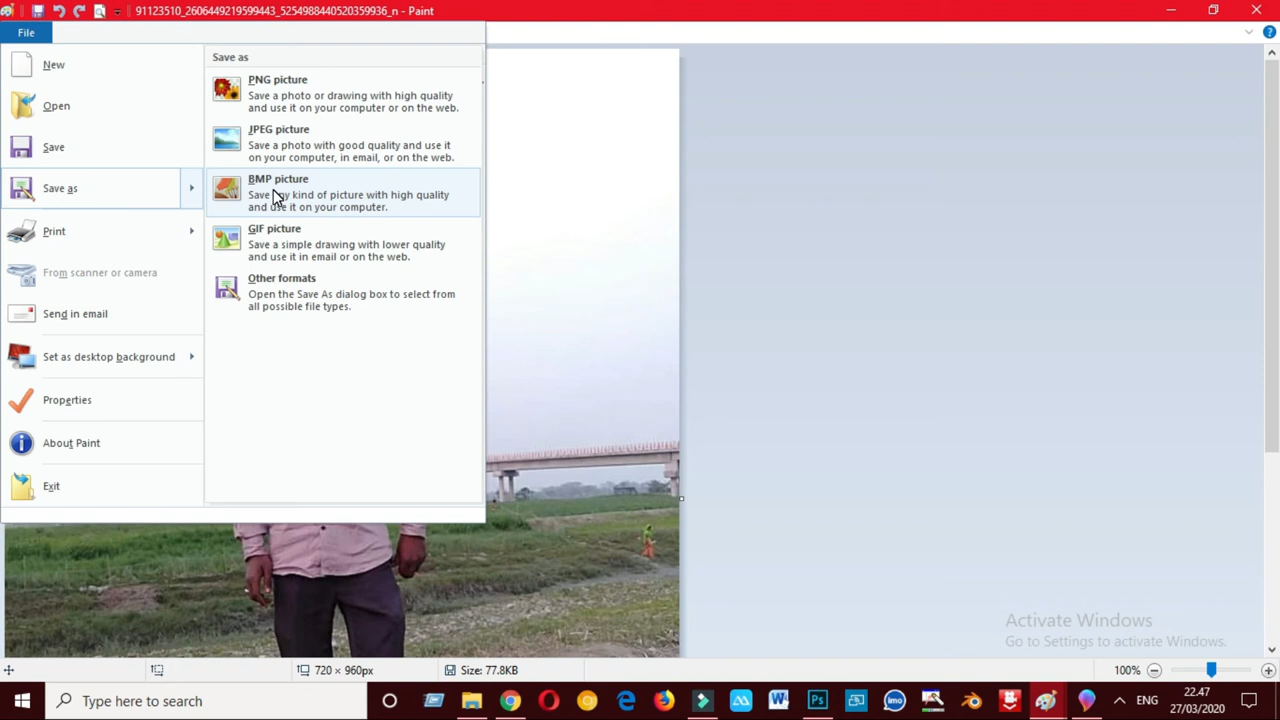 91123510_2606449219599443_5254988440520359936_n - Paint
File
New
Open
Save
Save as
Print
From scanner or camera
Send in email
Set as desktop background
Properties
About Paint
Exit
Save as
PNG picture
Save a photo or drawing with high quality
and use it on your computer or on the web.
JPEG picture
Save a photo with good quality and use it
on your computer, in email, or on the web.
BMP picture
Save any kind of picture with high quality
and use it on your computer.
GIF picture
Save a simple drawing with lower quality
and use it in email or on the web.
Other formats
Open the Save As dialog box to select from
all possible file types.
Activate Windows
Go to Settings to activate Windows.
720 × 960px
Size: 77.8KB
100%
Type here to search
imo
ENG
22.47
27/03/2020